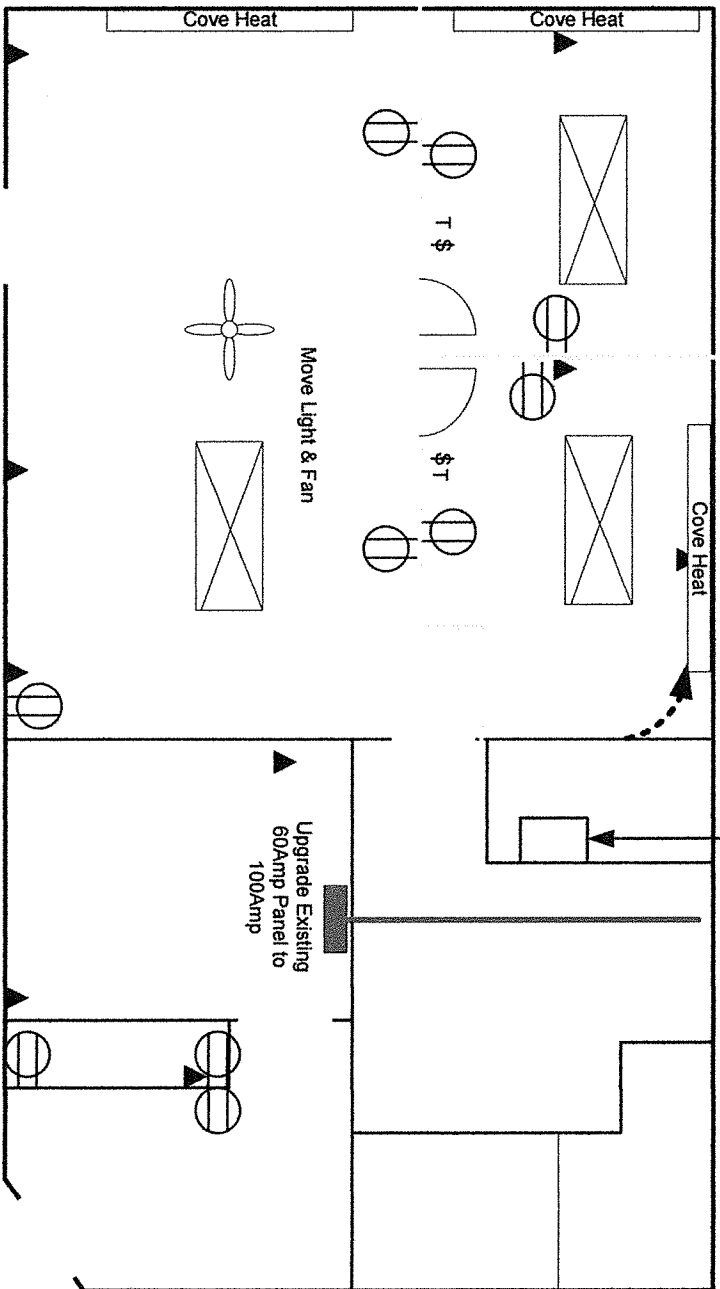 Cove Heat
Cove Heat
T $
Move Light & Fan
$ T
Cove Heat
Upgrade Existing
60Amp Panel to
100Amp